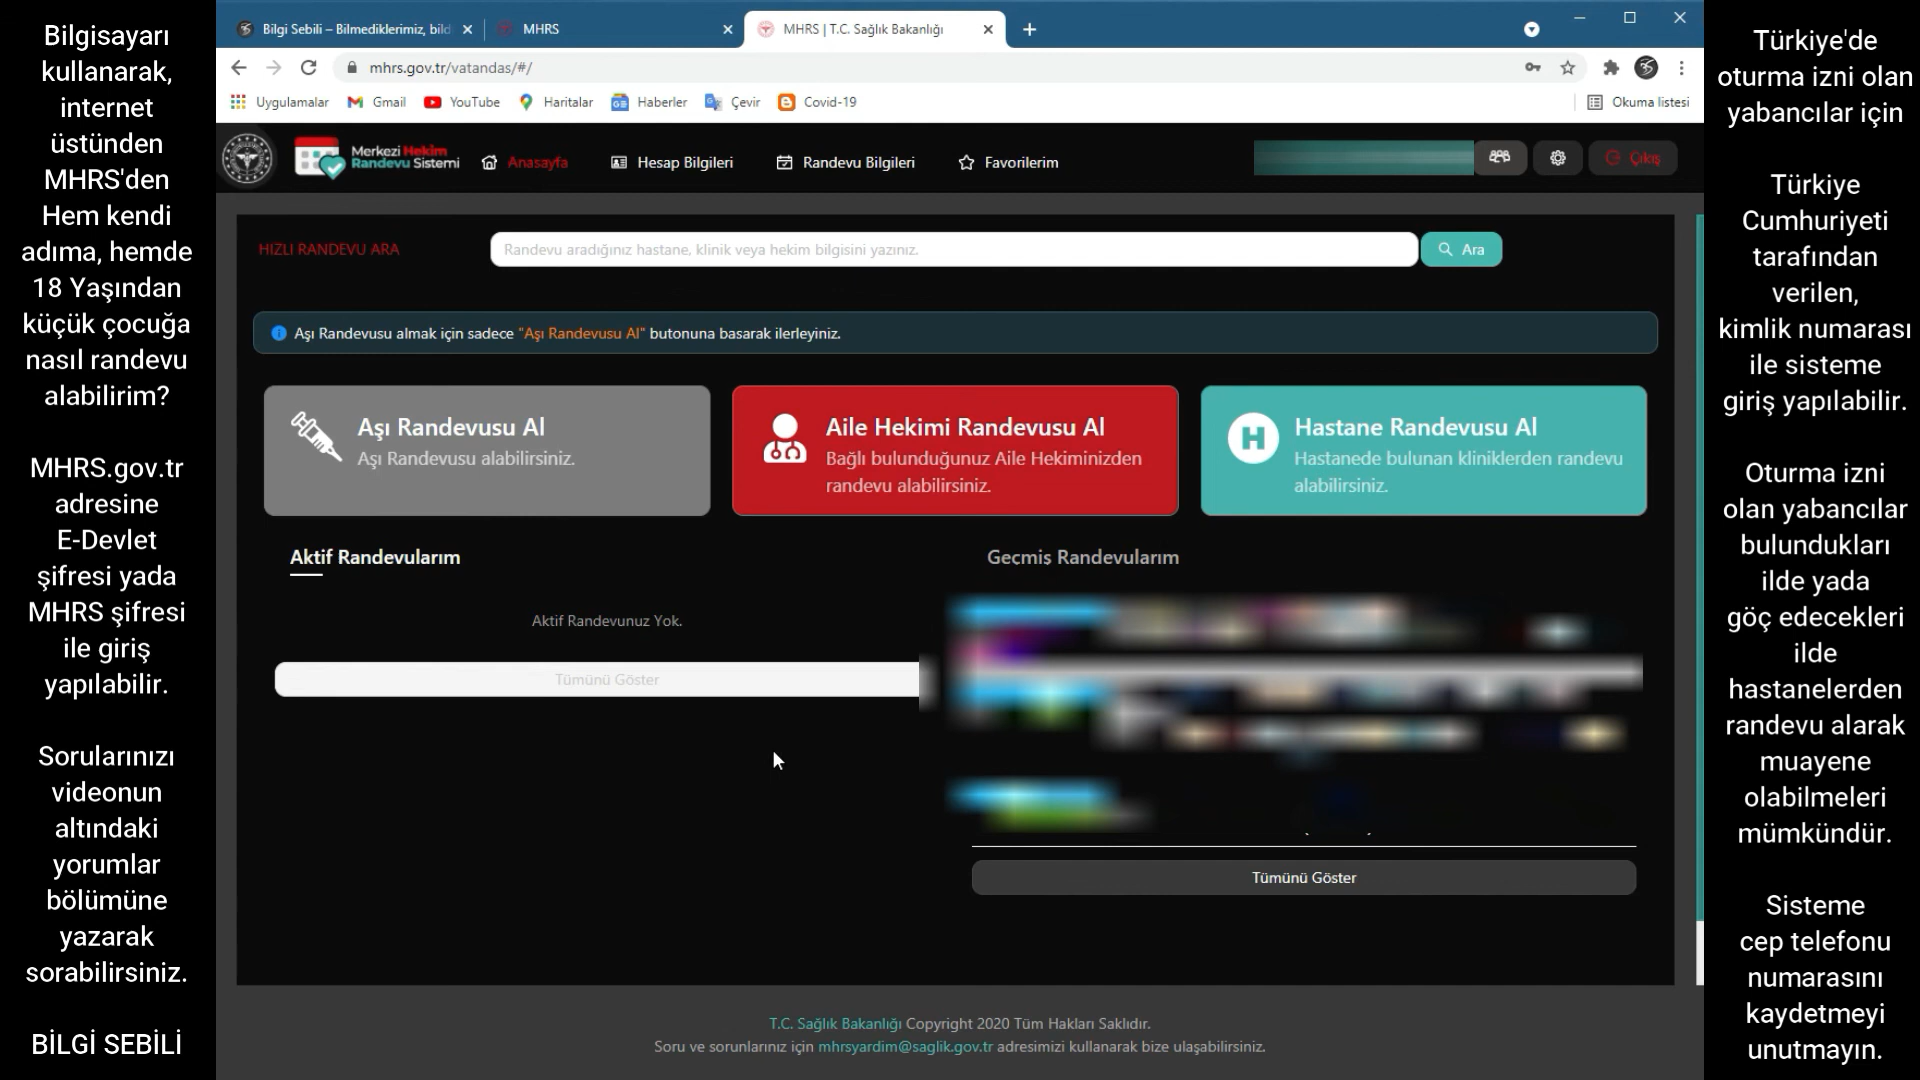 Bilgisayarı
kullanarak,
internet
üstünden
MHRS'den
Hem kendi
adıma, hemde
18 Yaşından
küçük çocuğa
nasıl randevu
alabilirim?
MHRS.gov.tr
adresine
E-Devlet
şifresi yada
MHRS şifresi
ile giriş
yapılabilir.
Sorularınızı
videonun
altındaki
yorumlar
bölümüne
yazarak
sorabilirsiniz.
BİLGİ SEBİLİ
Bilgi Sebili – Bilmediklerimiz, bild
MHRS
MHRS | T.C. Sağlık Bakanlığı
mhrs.gov.tr/vatandas/#/
Uygulamalar
Gmail
YouTube
Haritalar
Haberler
Çevir
Covid-19
Okuma listesi
Merkezi Hekim
Randevu Sistemi
Anasayfa
Hesap Bilgileri
Randevu Bilgileri
Favorilerim
Çıkış
HIZLI RANDEVU ARA
Randevu aradığınız hastane, klinik veya hekim bilgisini yazınız.
Ara
Aşı Randevusu almak için sadece "Aşı Randevusu Al" butonuna basarak ilerleyiniz.
Aşı Randevusu Al
Aşı Randevusu alabilirsiniz.
Aile Hekimi Randevusu Al
Bağlı bulunduğunuz Aile Hekiminizden
randevu alabilirsiniz.
H
Hastane Randevusu Al
Hastanede bulunan kliniklerden randevu
alabilirsiniz.
Aktif Randevularım
Aktif Randevunuz Yok.
Tümünü Göster
Geçmiş Randevularım
Tümünü Göster
T.C. Sağlık Bakanlığı Copyright 2020 Tüm Hakları Saklıdır.
Soru ve sorunlarınız için mhrsyardim@saglik.gov.tr adresimizi kullanarak bize ulaşabilirsiniz.
Türkiye'de
oturma izni olan
yabancılar için
Türkiye
Cumhuriyeti
tarafından
verilen,
kimlik numarası
ile sisteme
giriş yapılabilir.
Oturma izni
olan yabancılar
bulundukları
ilde yada
göç edecekleri
ilde
hastanelerden
randevu alarak
muayene
olabilmeleri
mümkündür.
Sisteme
cep telefonu
numarasını
kaydetmeyi
unutmayın.